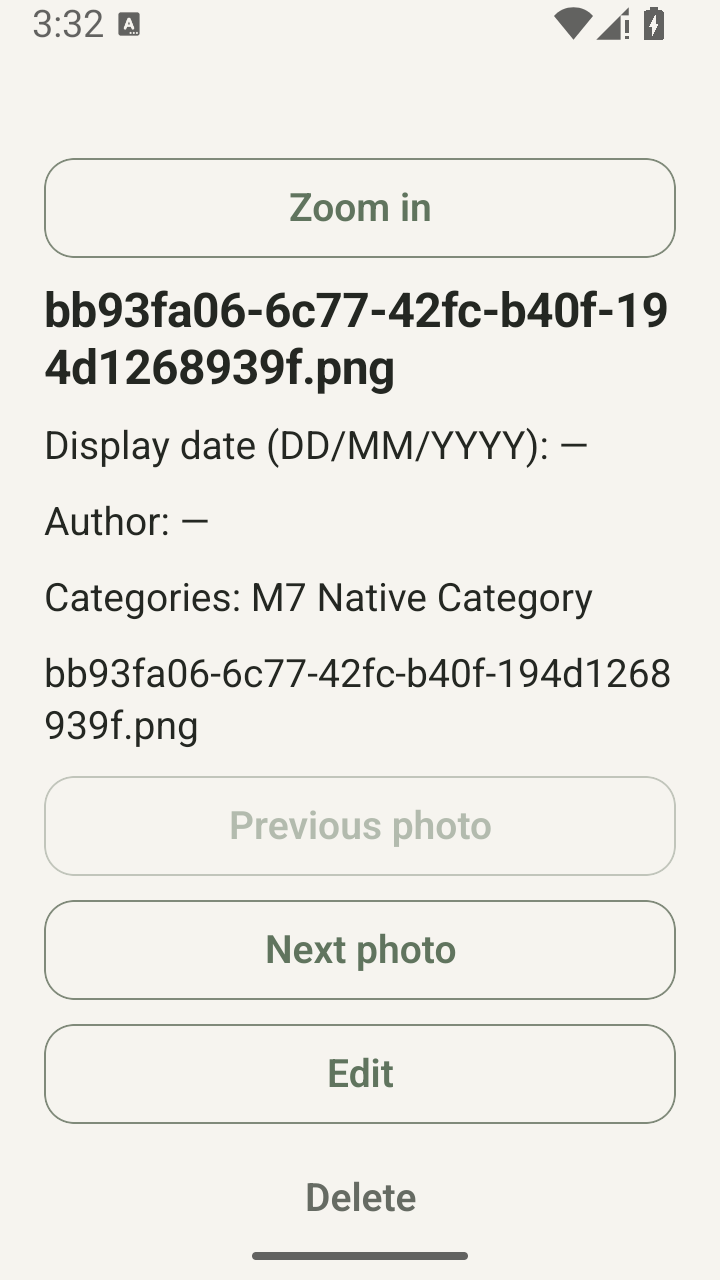 3:32
Zoom in
bb93fa06-6c77-42fc-b40f-19
4d1268939f.png
Display date (DD/MM/YYYY): —
Author: —
Categories: M7 Native Category
bb93fa06-6c77-42fc-b40f-194d1268
939f.png
Previous photo
Next photo
Edit
Delete